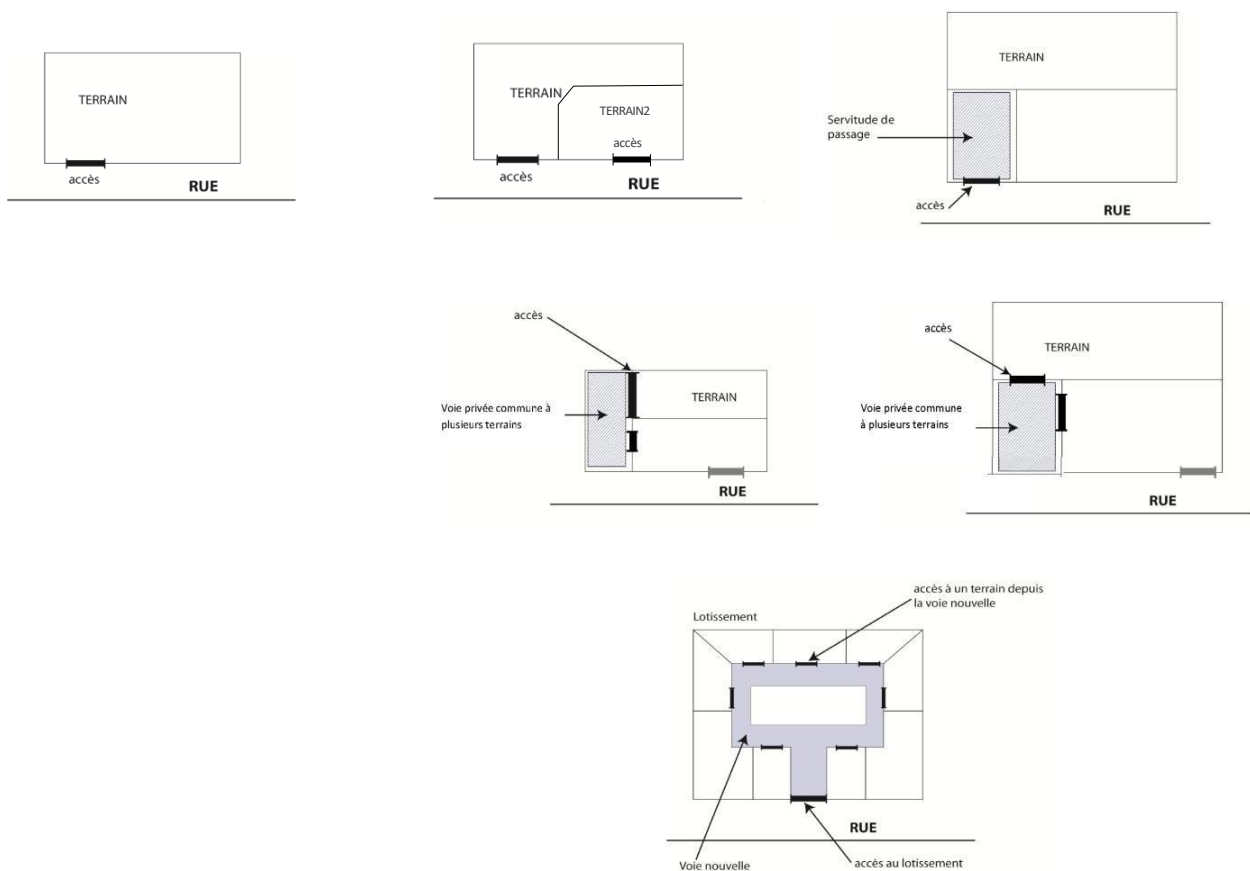 TERRAIN
accès
RUE
TERRAIN
TERRAIN2
accès
accès
RUE
TERRAIN
Servitude de
passage
accès
RUE
accès
TERRAIN
Voie privée commune à
plusieurs terrains
RUE
accès
TERRAIN
Voie privée commune
à plusieurs terrains
RUE
accès à un terrain depuis
la voie nouvelle
Lotissement
RUE
Voie nouvelle
accès au lotissement